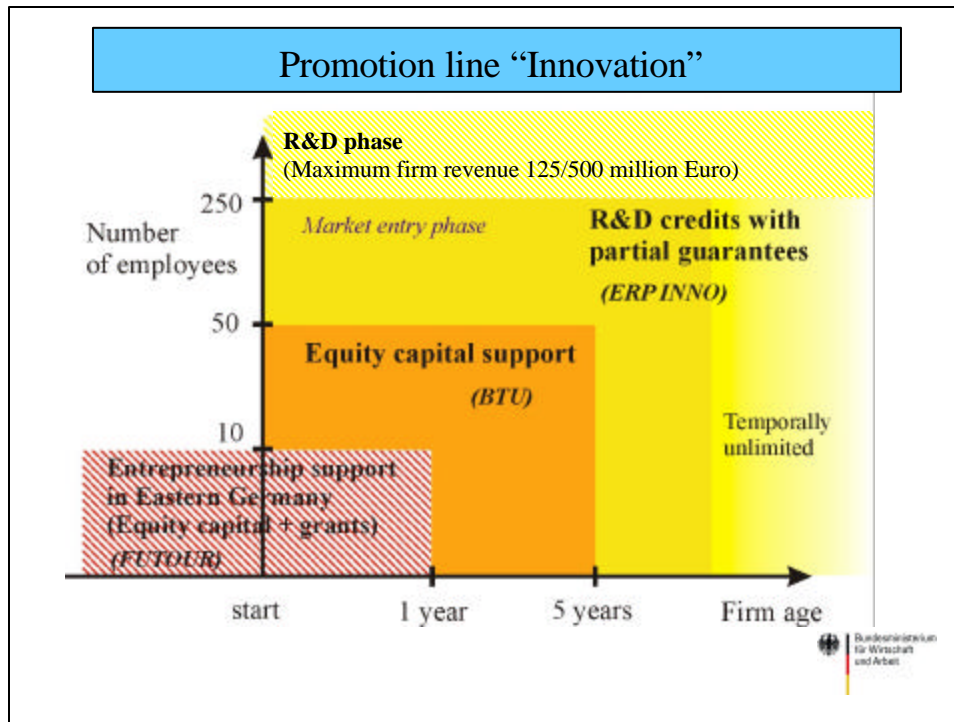 Promotion line “Innovation”
R&D phase
(Maximum firm revenue 125/500 million Euro)
250
Number
of employees
Market entry phase
R&D credits with
partial guarantees
(ERP INNO)
50
Equity capital support
(BTU)
10
Temporally
unlimited
Entrepreneurship support
in Eastern Germany
(Equity capital + grants)
(FUTOUR)
start
1 year
5 years
Firm age
Bundesministerium
für Wirtschaft
und Arbeit